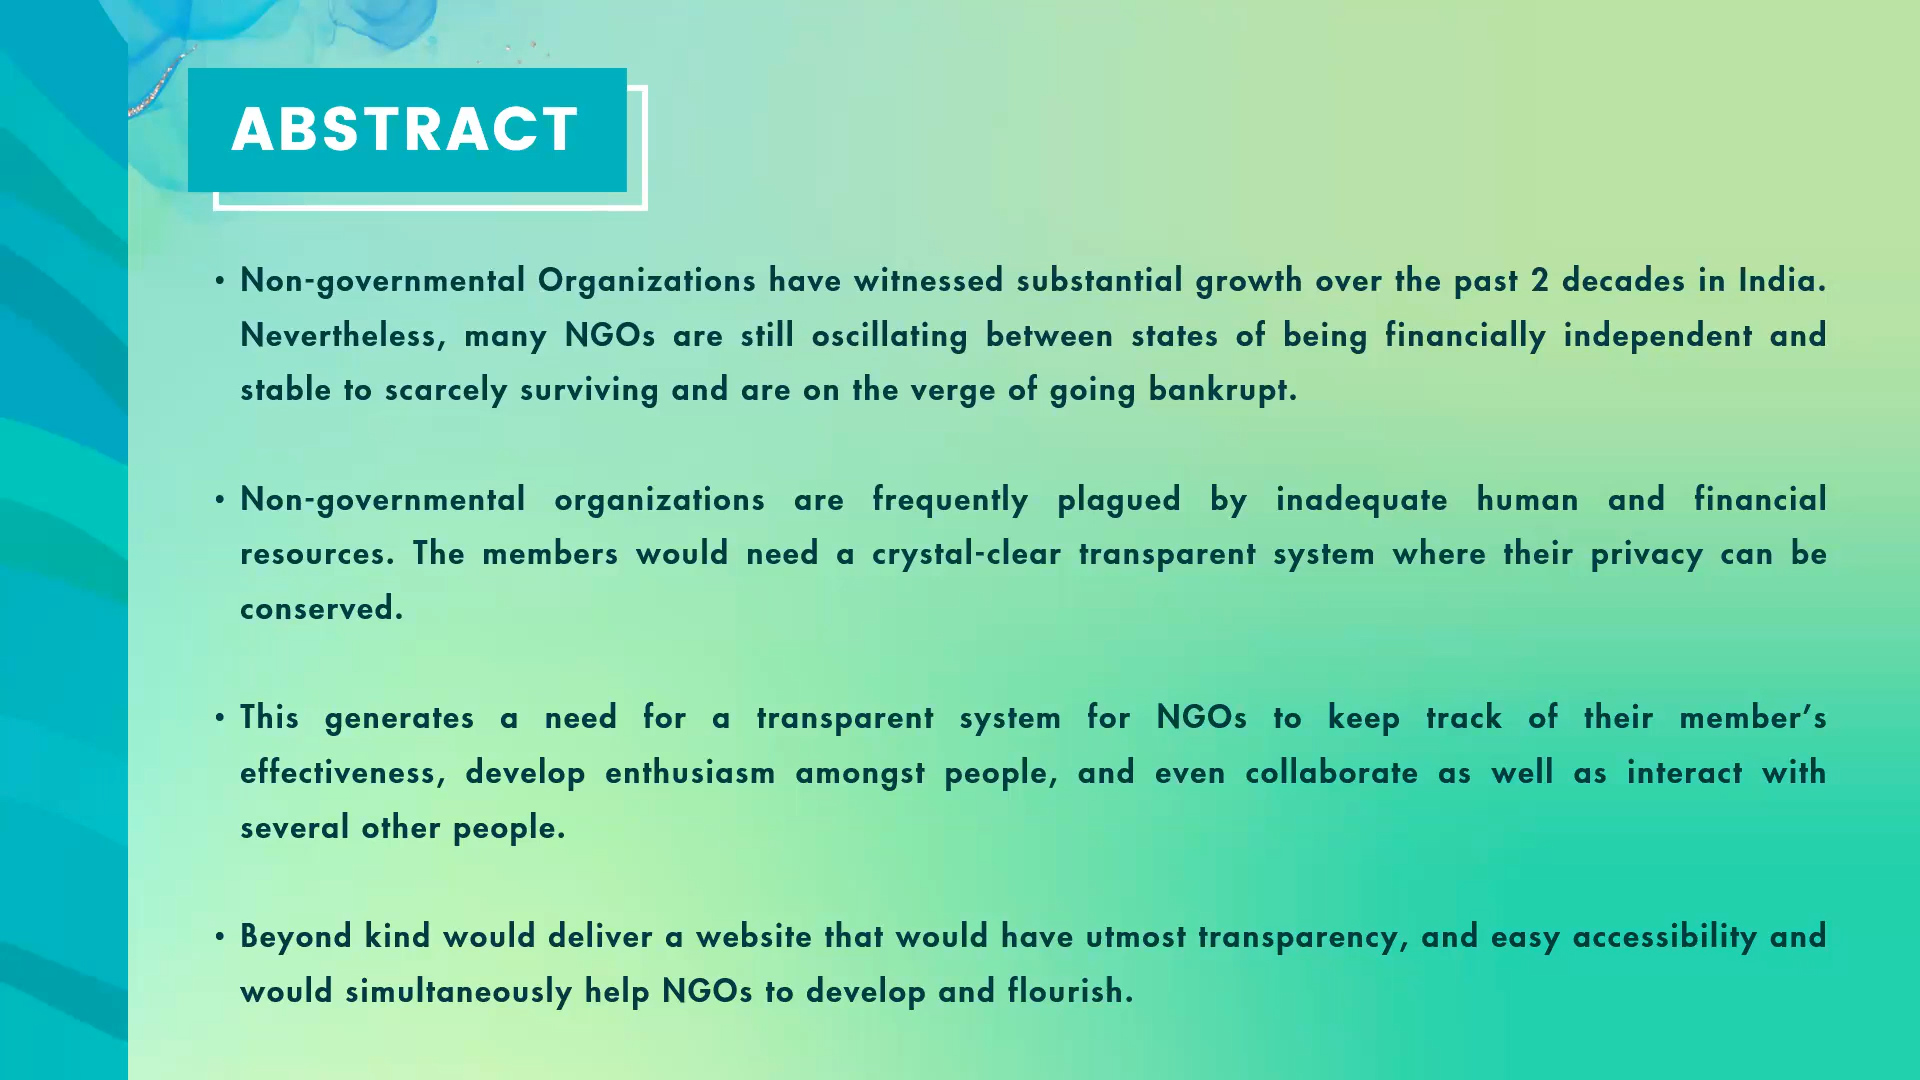 ABSTRACT
• Non-governmental Organizations have witnessed substantial growth over the past 2 decades in India.
Nevertheless, many NGOs are still oscillating between states of being financially independent and
stable to scarcely surviving and are on the verge of going bankrupt.
• Non-governmental organizations are frequently plagued by inadequate human and financial
resources. The members would need a crystal-clear transparent system where their privacy can be
conserved.
• This generates a need for a transparent system for NGOs to keep track of their member’s
effectiveness, develop enthusiasm amongst people, and even collaborate as well as interact with
several other people.
• Beyond kind would deliver a website that would have utmost transparency, and easy accessibility and
would simultaneously help NGOs to develop and flourish.